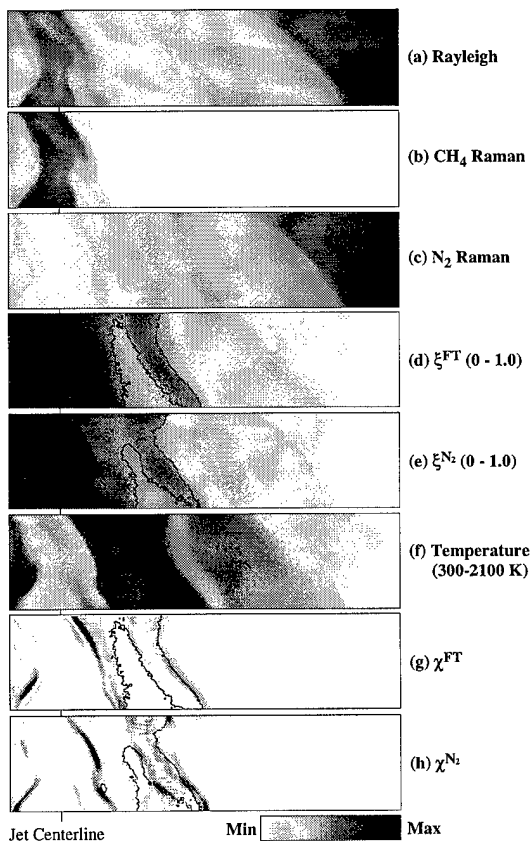 (a) Rayleigh
(b) CH₄ Raman
(c) N₂ Raman
(d) ξᶠᵀ (0 - 1.0)
(e) ξᴺ² (0 - 1.0)
(f) Temperature
(300-2100 K)
(g) χᶠᵀ
(h) χᴺ²
Jet Centerline
Min
Max